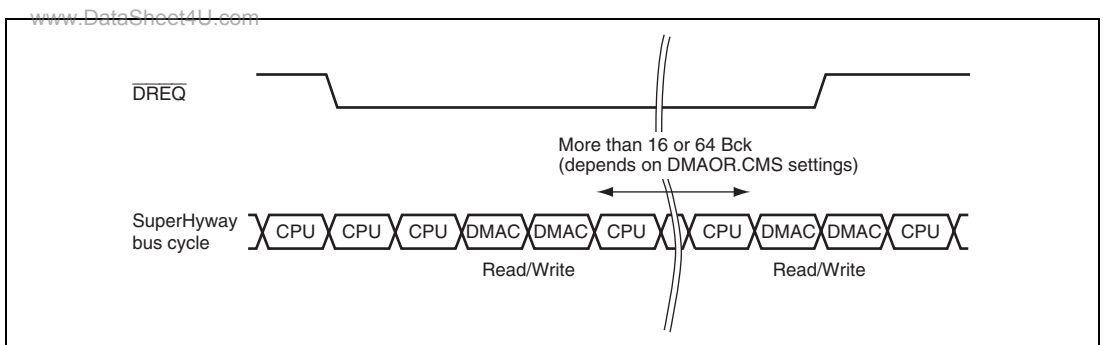 www.DataSheet4U.com
DREQ
More than 16 or 64 Bck
(depends on DMAOR.CMS settings)
SuperHyway
bus cycle
CPU CPU CPU DMAC DMAC CPU CPU DMAC DMAC CPU
Read/Write Read/Write